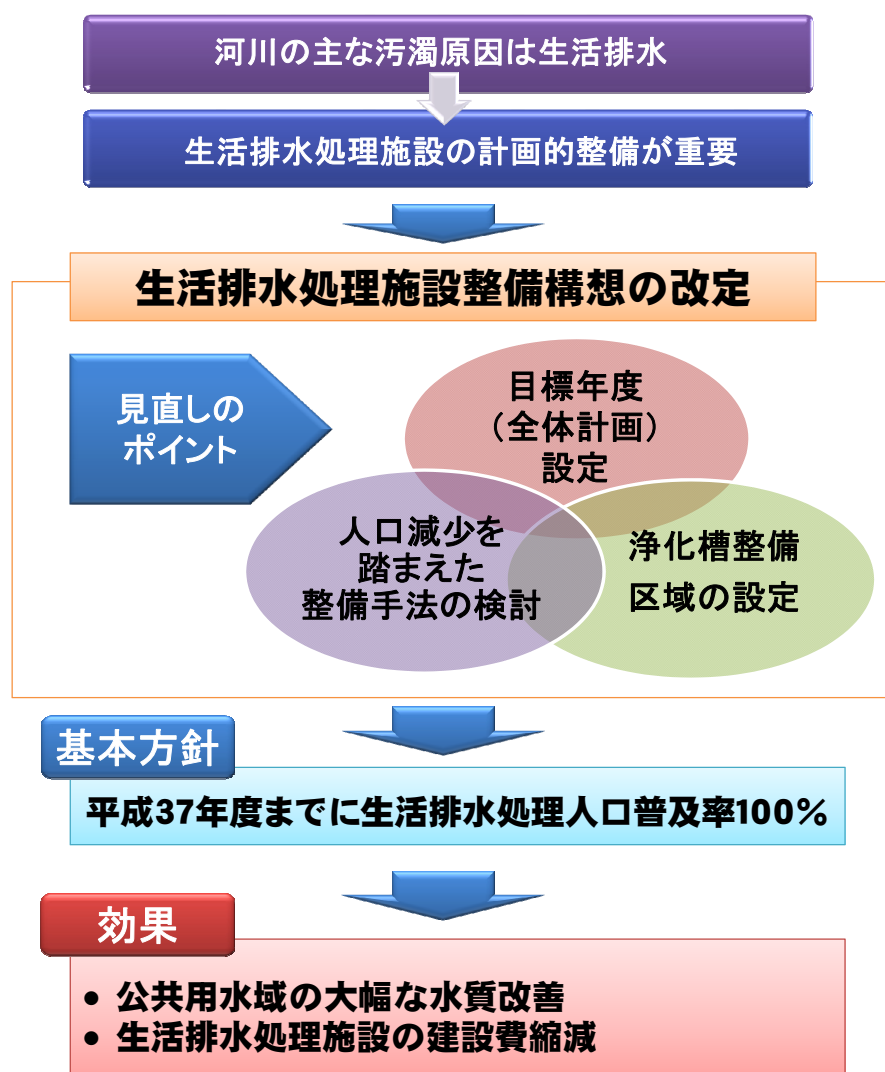 河川の主な汚濁原因は生活排水
生活排水処理施設の計画的整備が重要
生活排水処理施設整備構想の改定
見直しの
ポイント
目標年度
（全体計画）
設定
人口減少を
踏まえた
整備手法の検討
浄化槽整備
区域の設定
基本方針
平成37年度までに生活排水処理人口普及率100％
効果
• 公共用水域の大幅な水質改善
• 生活排水処理施設の建設費縮減